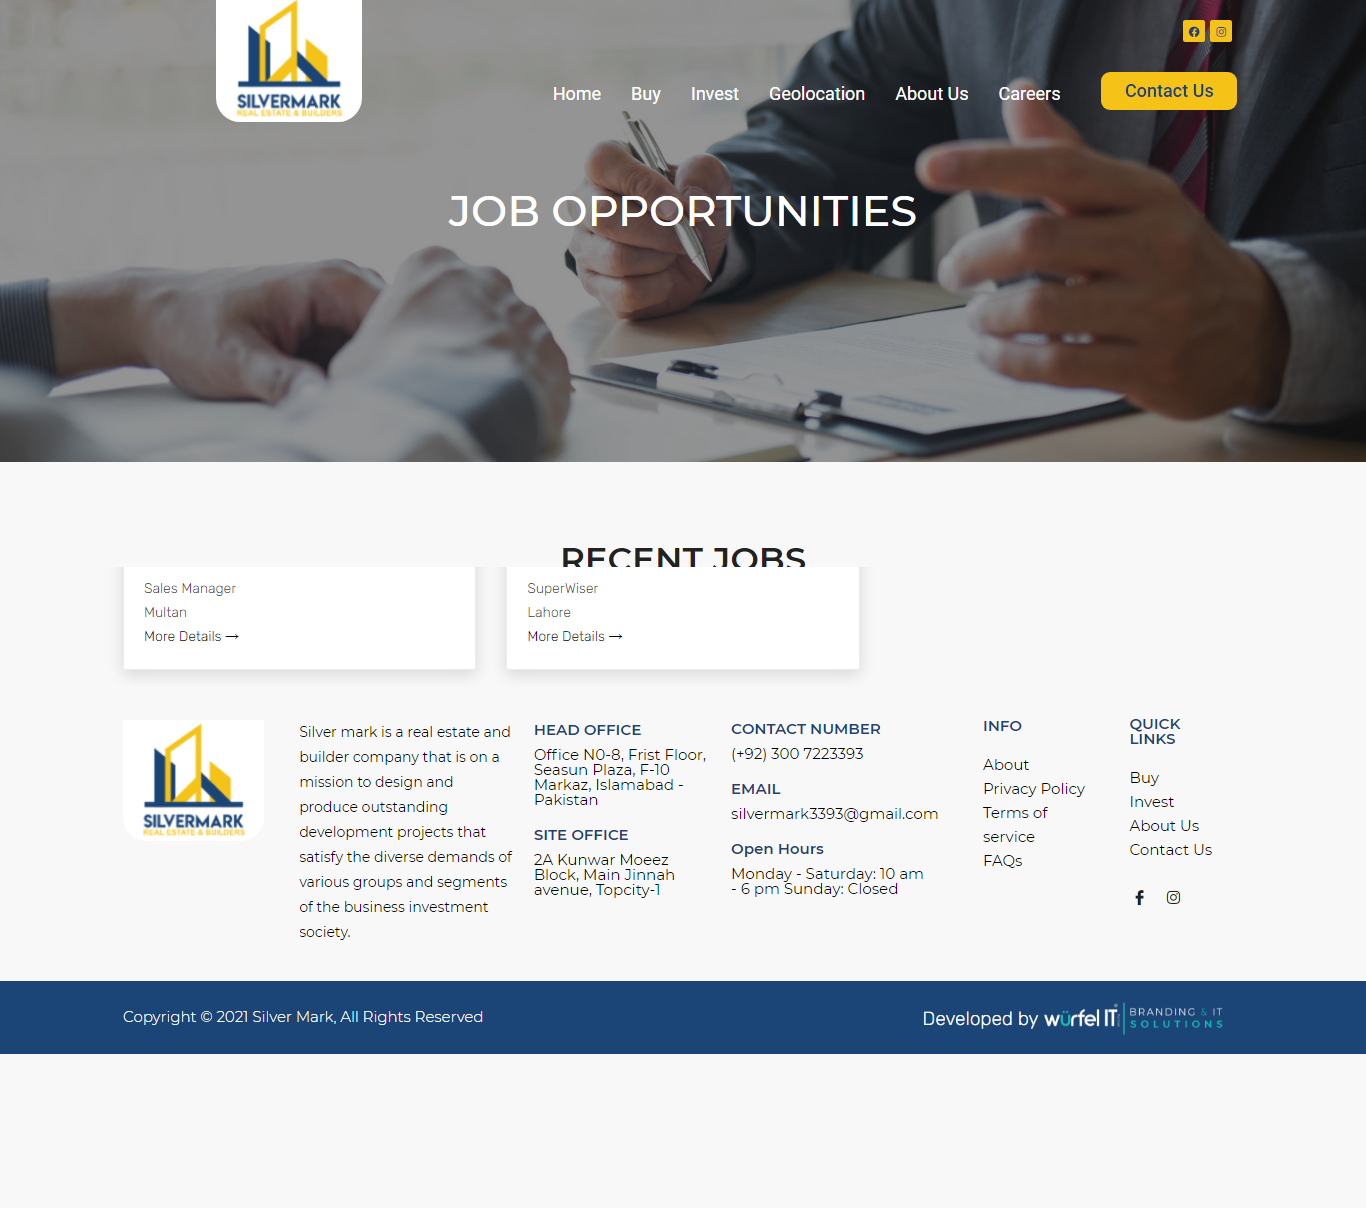 SILVERMARK
REAL ESTATE & BUILDERS
Home
Buy
Invest
Geolocation
About Us
Careers
Contact Us
JOB OPPORTUNITIES
RECENT JOBS
Sales Manager
Multan
More Details →
SuperWiser
Lahore
More Details →
SILVERMARK
REAL ESTATE & BUILDERS
Silver mark is a real estate and
builder company that is on a
mission to design and
produce outstanding
development projects that
satisfy the diverse demands of
various groups and segments
of the business investment
society.
HEAD OFFICE
Office N0-8, Frist Floor,
Seasun Plaza, F-10
Markaz, Islamabad -
Pakistan
SITE OFFICE
2A Kunwar Moeez
Block, Main Jinnah
avenue, Topcity-1
CONTACT NUMBER
(+92) 300 7223393
EMAIL
silvermark3393@gmail.com
Open Hours
Monday - Saturday: 10 am
- 6 pm Sunday: Closed
INFO
About
Privacy Policy
Terms of
service
FAQs
QUICK
LINKS
Buy
Invest
About Us
Contact Us
Copyright © 2021 Silver Mark, All Rights Reserved
Developed by würfel IT
BRANDING & IT
SOLUTIONS